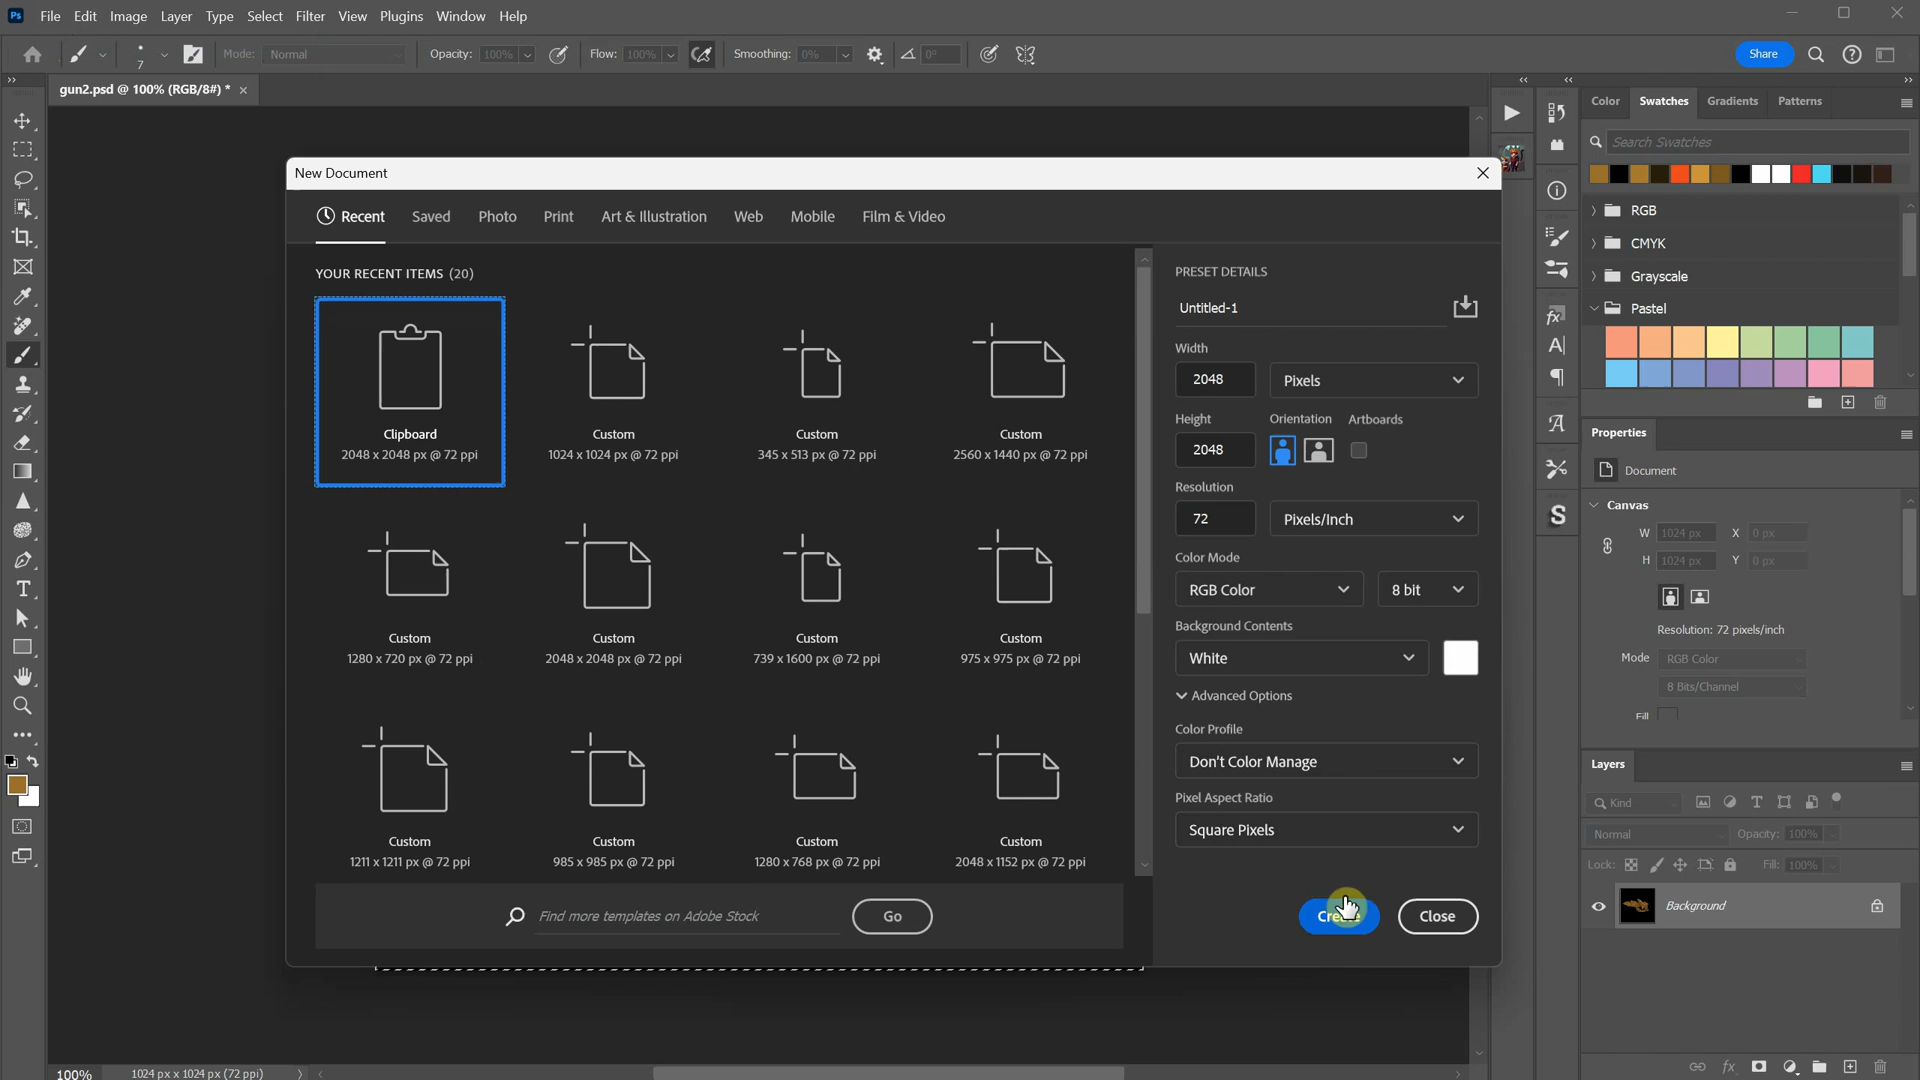 Ps File Edit Image Layer Type Select Filter View Plugins Window Help
7 Mode: Normal Opacity: 100% Flow: 100% Smoothing: 0% 0° Share
gun2.psd @ 100% (RGB/8#) * ×
Color Swatches Gradients Patterns
Search Swatches
New Document
Recent Saved Photo Print Art & Illustration Web Mobile Film & Video
YOUR RECENT ITEMS (20)
Clipboard
2048 x 2048 px @ 72 ppi
Custom
1024 x 1024 px @ 72 ppi
Custom
345 x 513 px @ 72 ppi
Custom
2560 x 1440 px @ 72 ppi
Custom
1280 x 720 px @ 72 ppi
Custom
2048 x 2048 px @ 72 ppi
Custom
739 x 1600 px @ 72 ppi
Custom
975 x 975 px @ 72 ppi
Custom
1211 x 1211 px @ 72 ppi
Custom
985 x 985 px @ 72 ppi
Custom
1280 x 768 px @ 72 ppi
Custom
2048 x 1152 px @ 72 ppi
Find more templates on Adobe Stock Go
PRESET DETAILS
Untitled-1
Width
2048 Pixels
Height Orientation Artboards
2048
Resolution
72 Pixels/Inch
Color Mode
RGB Color 8 bit
Background Contents
White
Advanced Options
Color Profile
Don't Color Manage
Pixel Aspect Ratio
Square Pixels
Close
RGB
CMYK
Grayscale
Pastel
Properties
Document
Canvas
W 1024 px X 0 px
H 1024 px Y 0 px
Resolution: 72 pixels/inch
Mode RGB Color
8 Bits/Channel
Fill
Layers
Kind
Normal Opacity: 100%
Lock: Fill: 100%
Background
100% 1024 px x 1024 px (72 ppi)